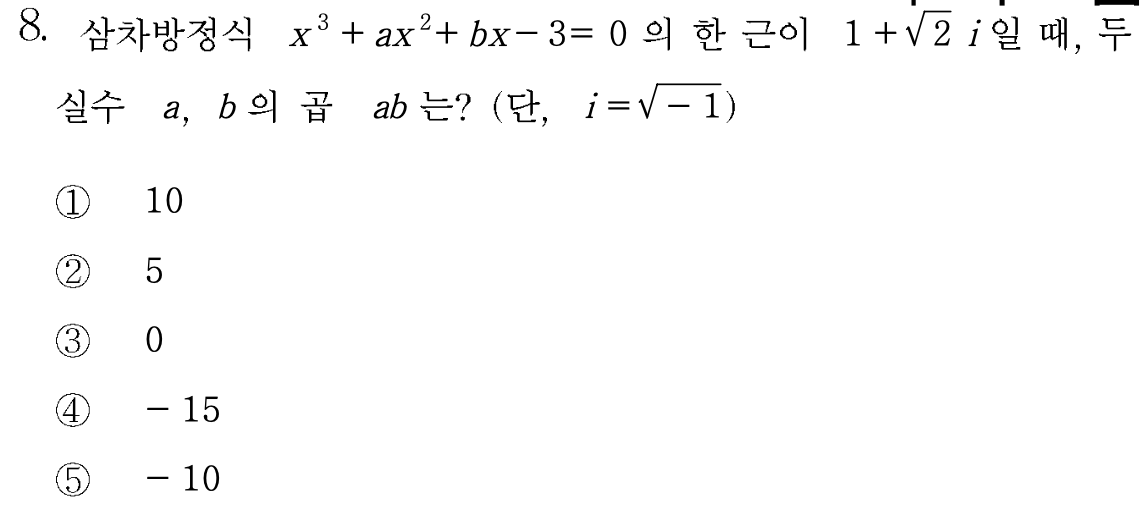 8. 삼차방정식 x³ + ax² + bx − 3 = 0 의 한 근이 1 + √2 i 일 때, 두
실수 a, b 의 곱 ab 는? (단, i = √−1)
① 10
② 5
③ 0
④ − 15
⑤ − 10